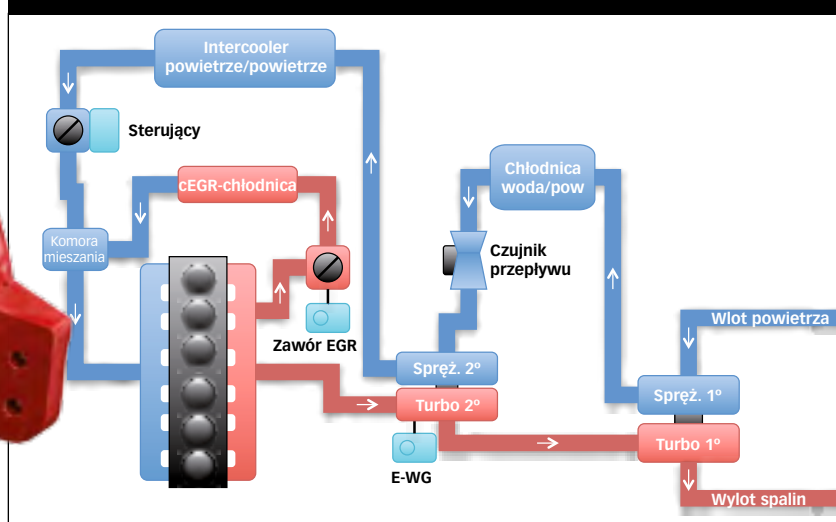 Intercooler
powietrze/powietrze
Sterujący
cEGR-chłodnica
Chłodnica
woda/pow
Komora
mieszania
Czujnik
przepływu
Zawór EGR
Wlot powietrza
Spręż. 2°
Turbo 2°
Spręż. 1°
Turbo 1°
E-WG
Wylot spalin